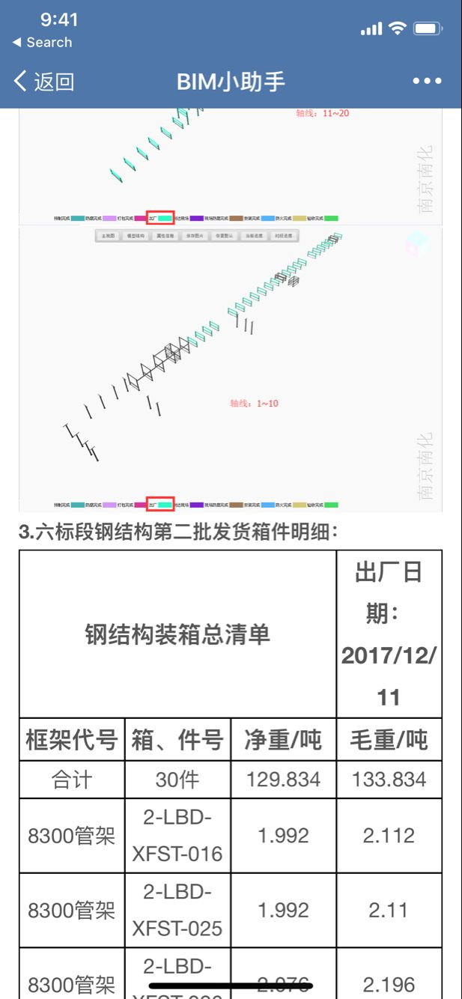 9:41
◀ Search
返回
BIM小助手
轴线：11~20
南京南化
预制完成 防腐完成 打包完成 出厂 到达现场 现场防腐完成 安装完成 防火完成 验收完成
主视图 模型结构 属性信息 保存图片 恢复默认 当前进度 时段进度
轴线：1~10
南京南化
预制完成 防腐完成 打包完成 出厂 到达现场 现场防腐完成 安装完成 防火完成 验收完成
3.六标段钢结构第二批发货箱件明细：
钢结构装箱总清单
出厂日
期：
2017/12/
11
框架代号 箱、件号 净重/吨 毛重/吨
合计 30件 129.834 133.834
8300管架 2-LBD-
XFST-016 1.992 2.112
8300管架 2-LBD-
XFST-025 1.992 2.11
8300管架 2-LBD-
2.076 2.196